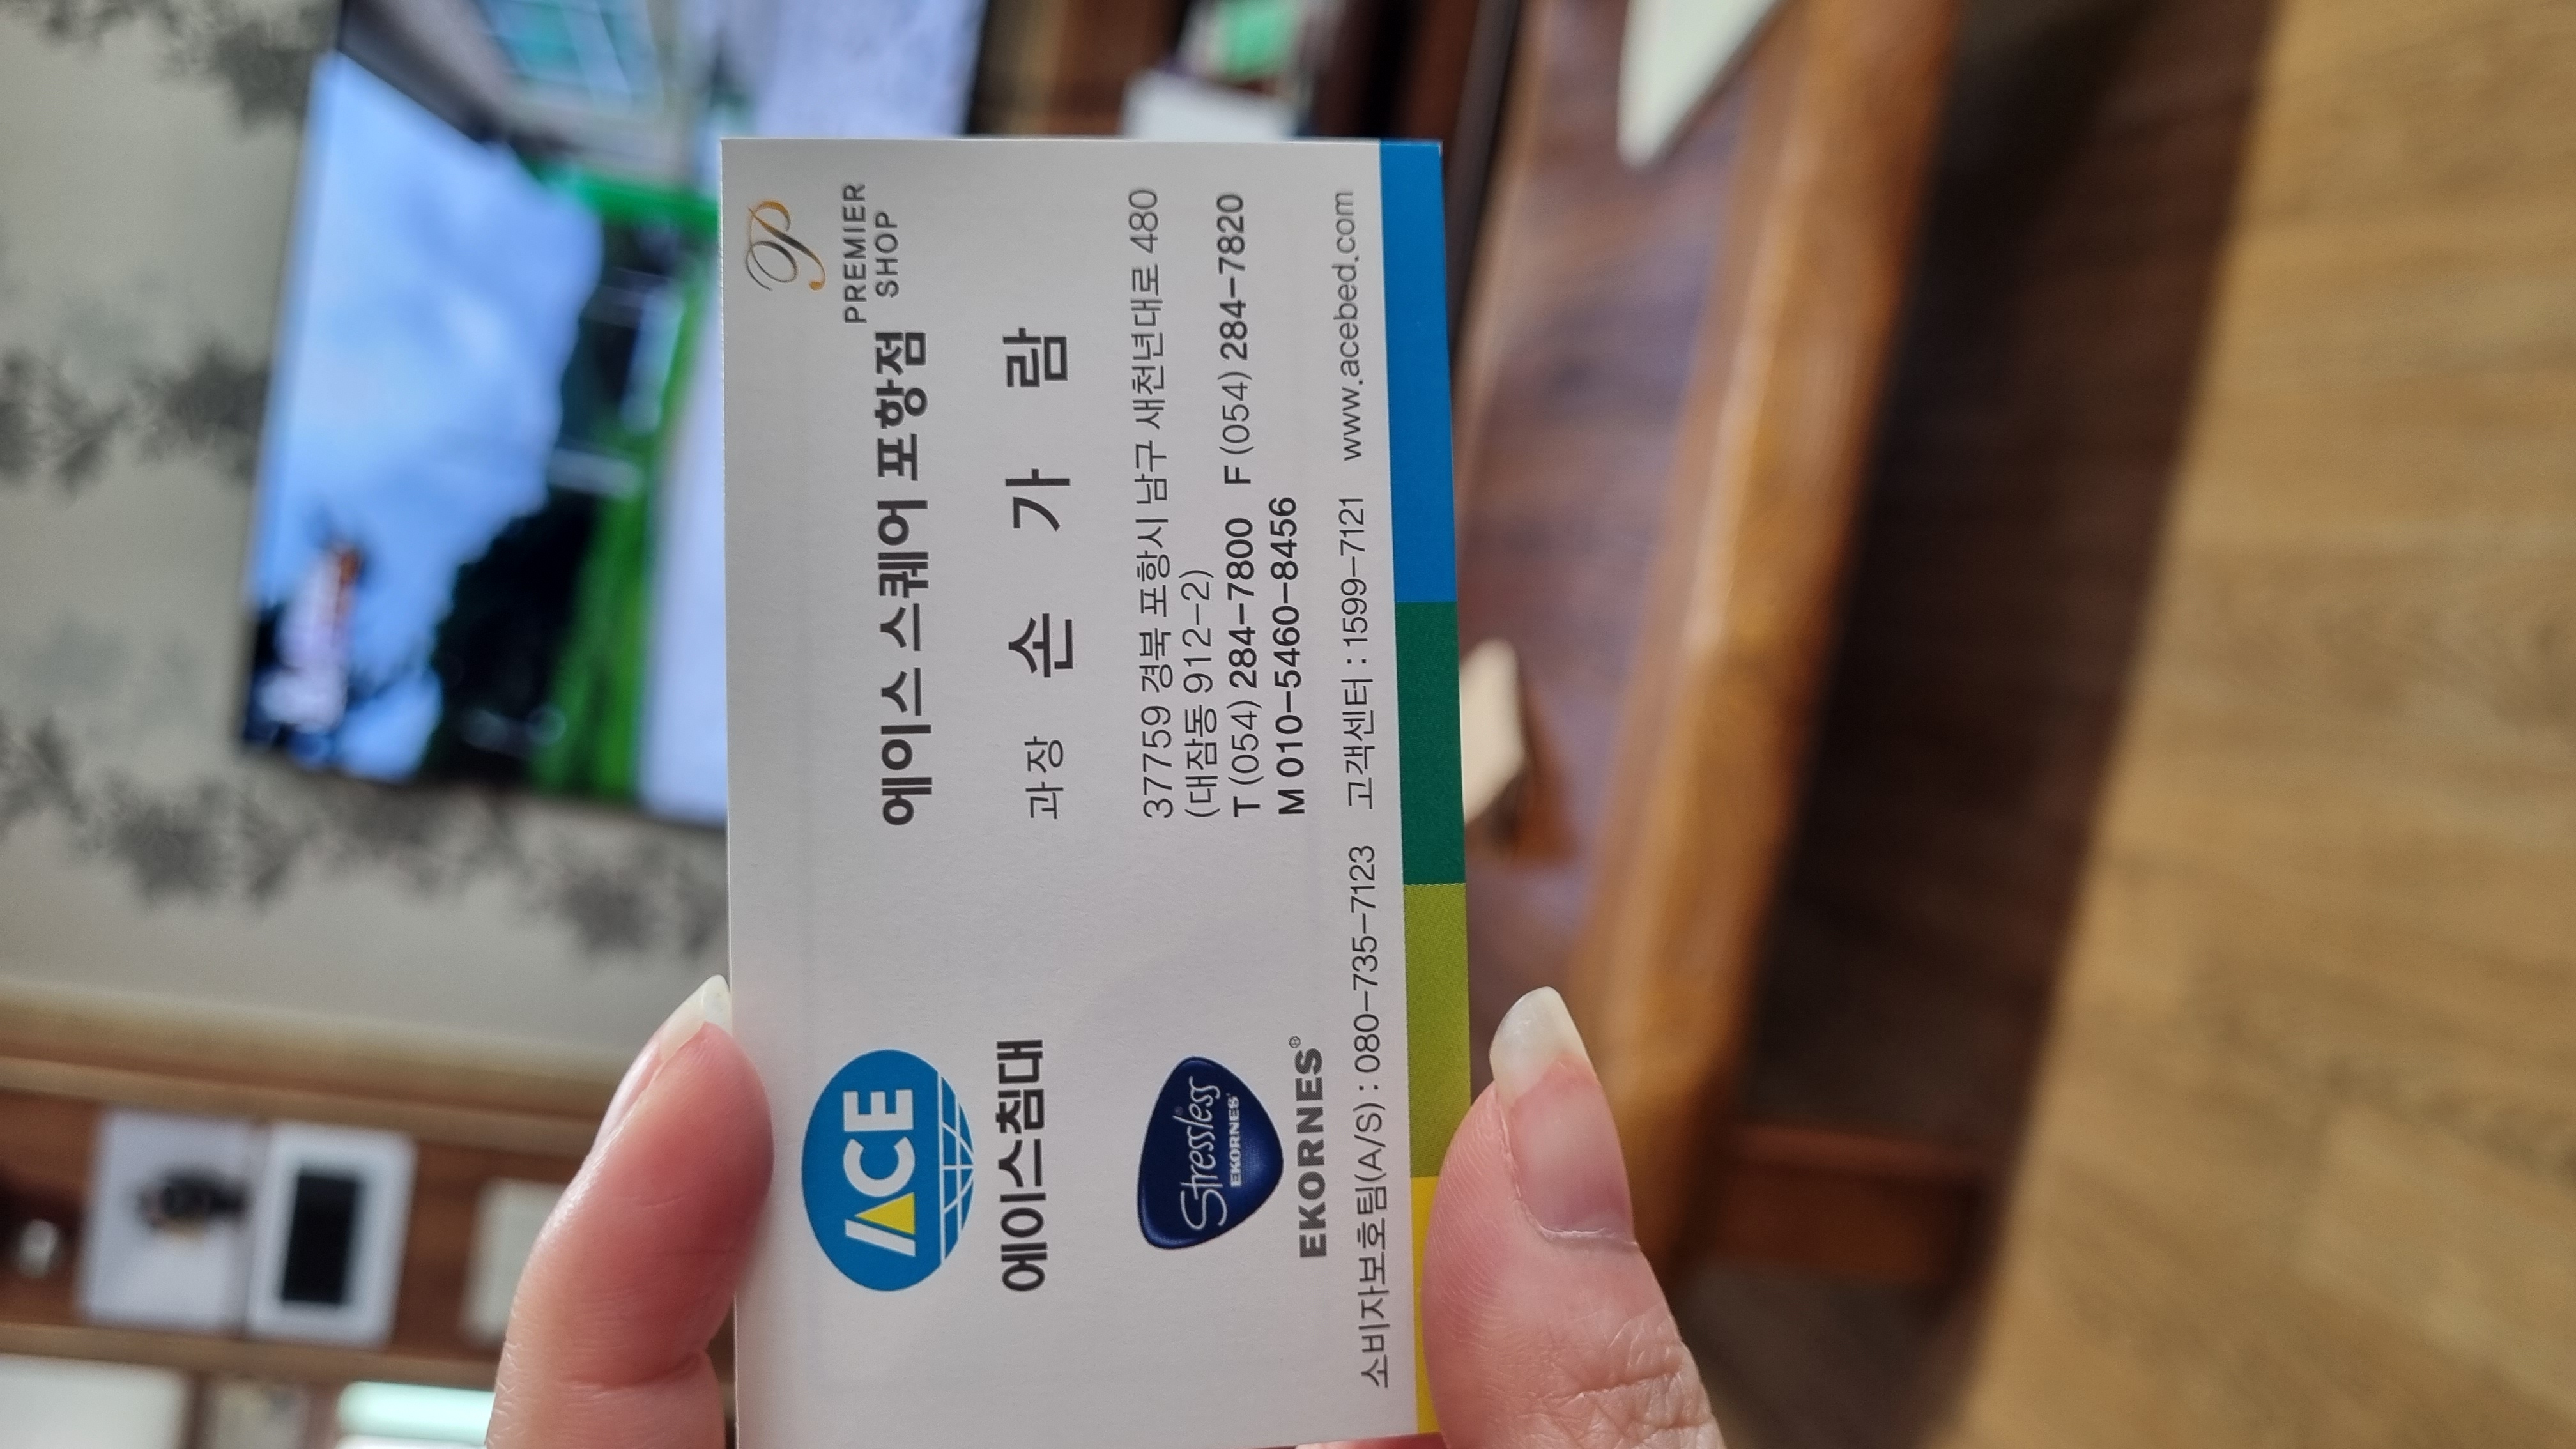 P
PREMIER
SHOP
ACE
에이스침대
에이스 스퀘어 포항점
과장 손 가 람
Stressless
EKORNES
EKORNES®
37759 경북 포항시 남구 새천년대로 480
(대잠동 912-2)
T (054) 284-7800 F (054) 284-7820
M 010-5460-8456
소비자보호팀(A/S) : 080-735-7123 고객센터 : 1599-7121 www.acebed.com